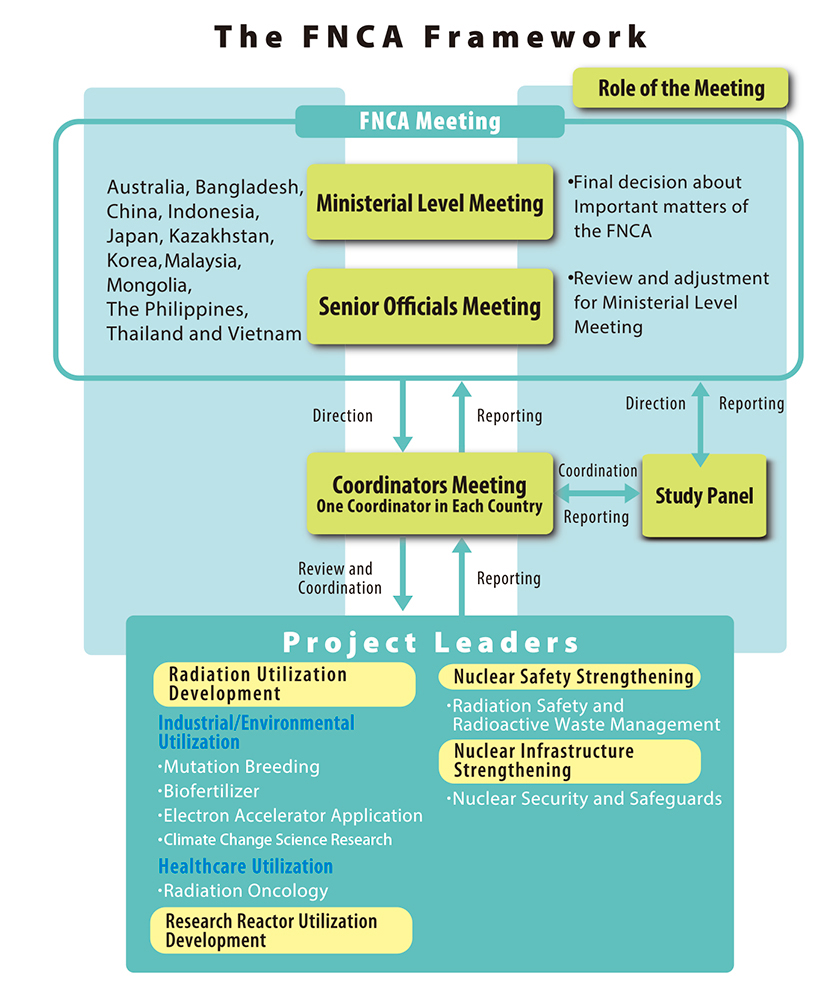 The FNCA Framework
Role of the Meeting
FNCA Meeting
Australia, Bangladesh,
China, Indonesia,
Japan, Kazakhstan,
Korea,Malaysia,
Mongolia,
The Philippines,
Thailand and Vietnam
Ministerial Level Meeting
•Final decision about
Important matters of
the FNCA
Senior Officials Meeting
•Review and adjustment
for Ministerial Level
Meeting
Direction
Reporting
Direction
Reporting
Coordinators Meeting
One Coordinator in Each Country
Coordination
Reporting
Study Panel
Review and
Coordination
Reporting
Project Leaders
Radiation Utilization
Development
Industrial/Environmental
Utilization
・Mutation Breeding
・Biofertilizer
・Electron Accelerator Application
・Climate Change Science Research
Healthcare Utilization
・Radiation Oncology
Research Reactor Utilization
Development
Nuclear Safety Strengthening
・Radiation Safety and
Radioactive Waste Management
Nuclear Infrastructure
Strengthening
・Nuclear Security and Safeguards